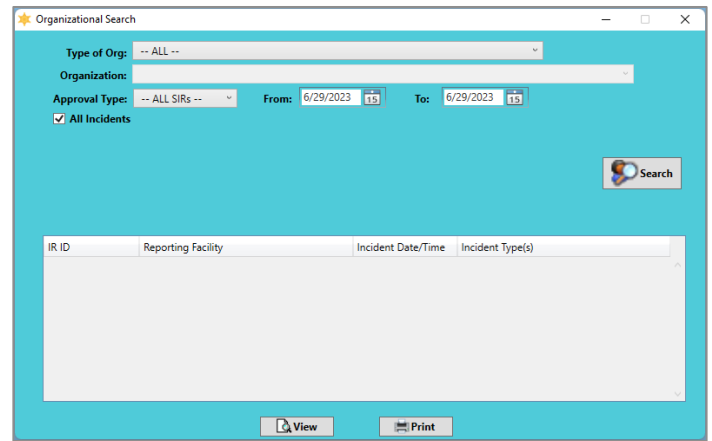 Organizational Search
Type of Org: -- ALL --
Organization:
Approval Type: -- ALL SIRs -- From: 6/29/2023 15 To: 6/29/2023 15
All Incidents
Search
IR ID Reporting Facility Incident Date/Time Incident Type(s)
View Print